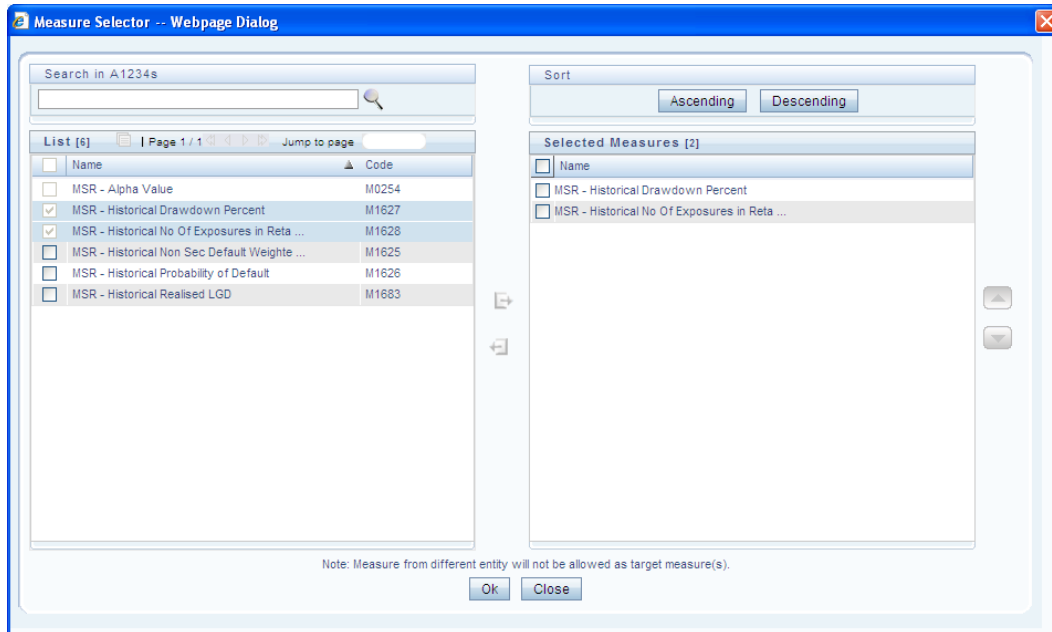 Measure Selector -- Webpage Dialog
Search in A1234s
List [6] | Page 1 / 1 Jump to page
Name Code
MSR - Alpha Value M0254
MSR - Historical Drawdown Percent M1627
MSR - Historical No Of Exposures in Reta ... M1628
MSR - Historical Non Sec Default Weighte ... M1625
MSR - Historical Probability of Default M1626
MSR - Historical Realised LGD M1683
Sort
Ascending Descending
Selected Measures [2]
Name
MSR - Historical Drawdown Percent
MSR - Historical No Of Exposures in Reta ...
Note: Measure from different entity will not be allowed as target measure(s).
Ok Close